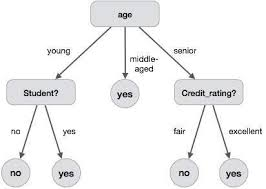 age
young
middle-
aged
senior
Student?
yes
Credit_rating?
no
yes
fair
excellent
no
yes
no
yes